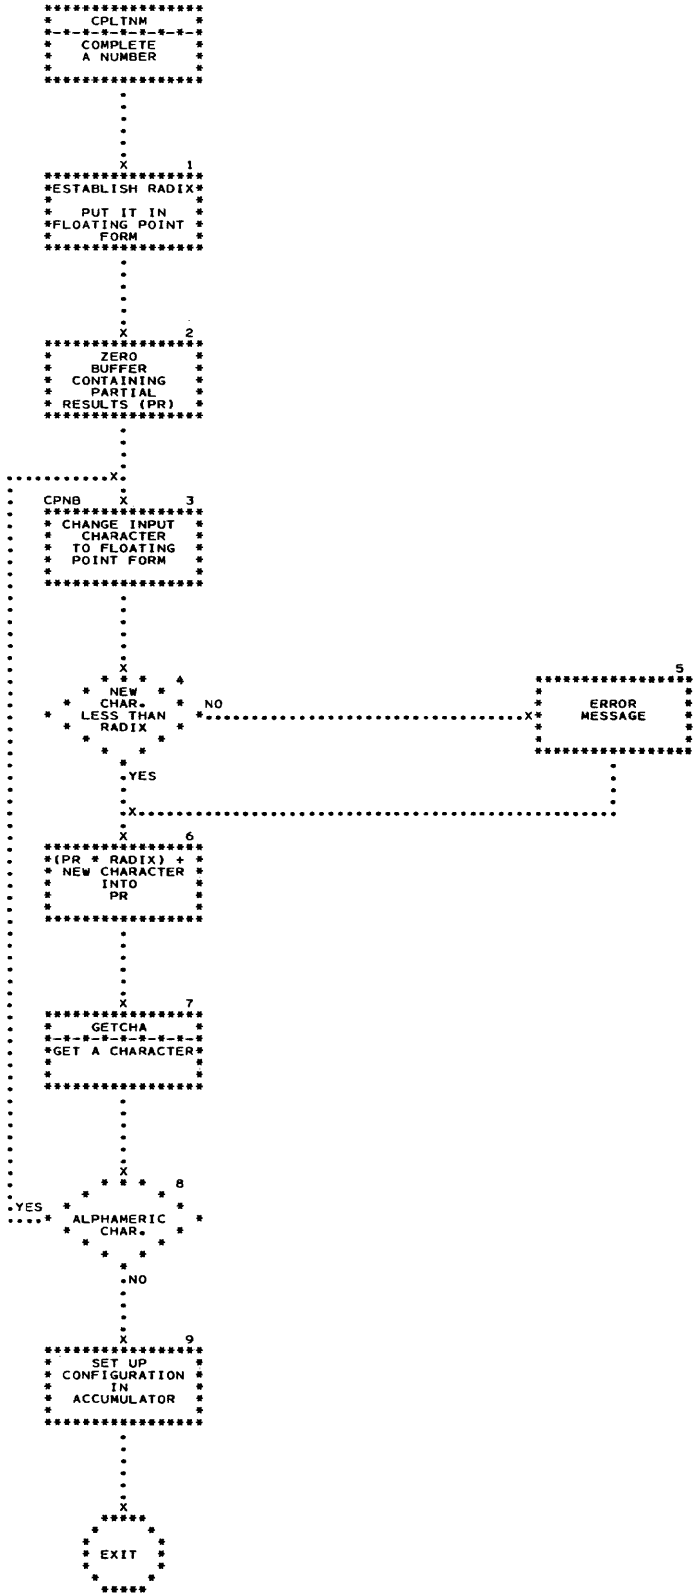 CPLTNM
COMPLETE
A NUMBER
1
ESTABLISH RADIX
PUT IT IN
FLOATING POINT
FORM
2
ZERO
BUFFER
CONTAINING
PARTIAL
RESULTS (PR)
CPNB 3
CHANGE INPUT
CHARACTER
TO FLOATING
POINT FORM
4
NEW
CHAR.
LESS THAN
RADIX
NO
5
ERROR
MESSAGE
YES
6
(PR * RADIX) +
NEW CHARACTER
INTO
PR
7
GETCHA
GET A CHARACTER
8
YES
ALPHAMERIC
CHAR.
NO
9
SET UP
CONFIGURATION
IN
ACCUMULATOR
EXIT